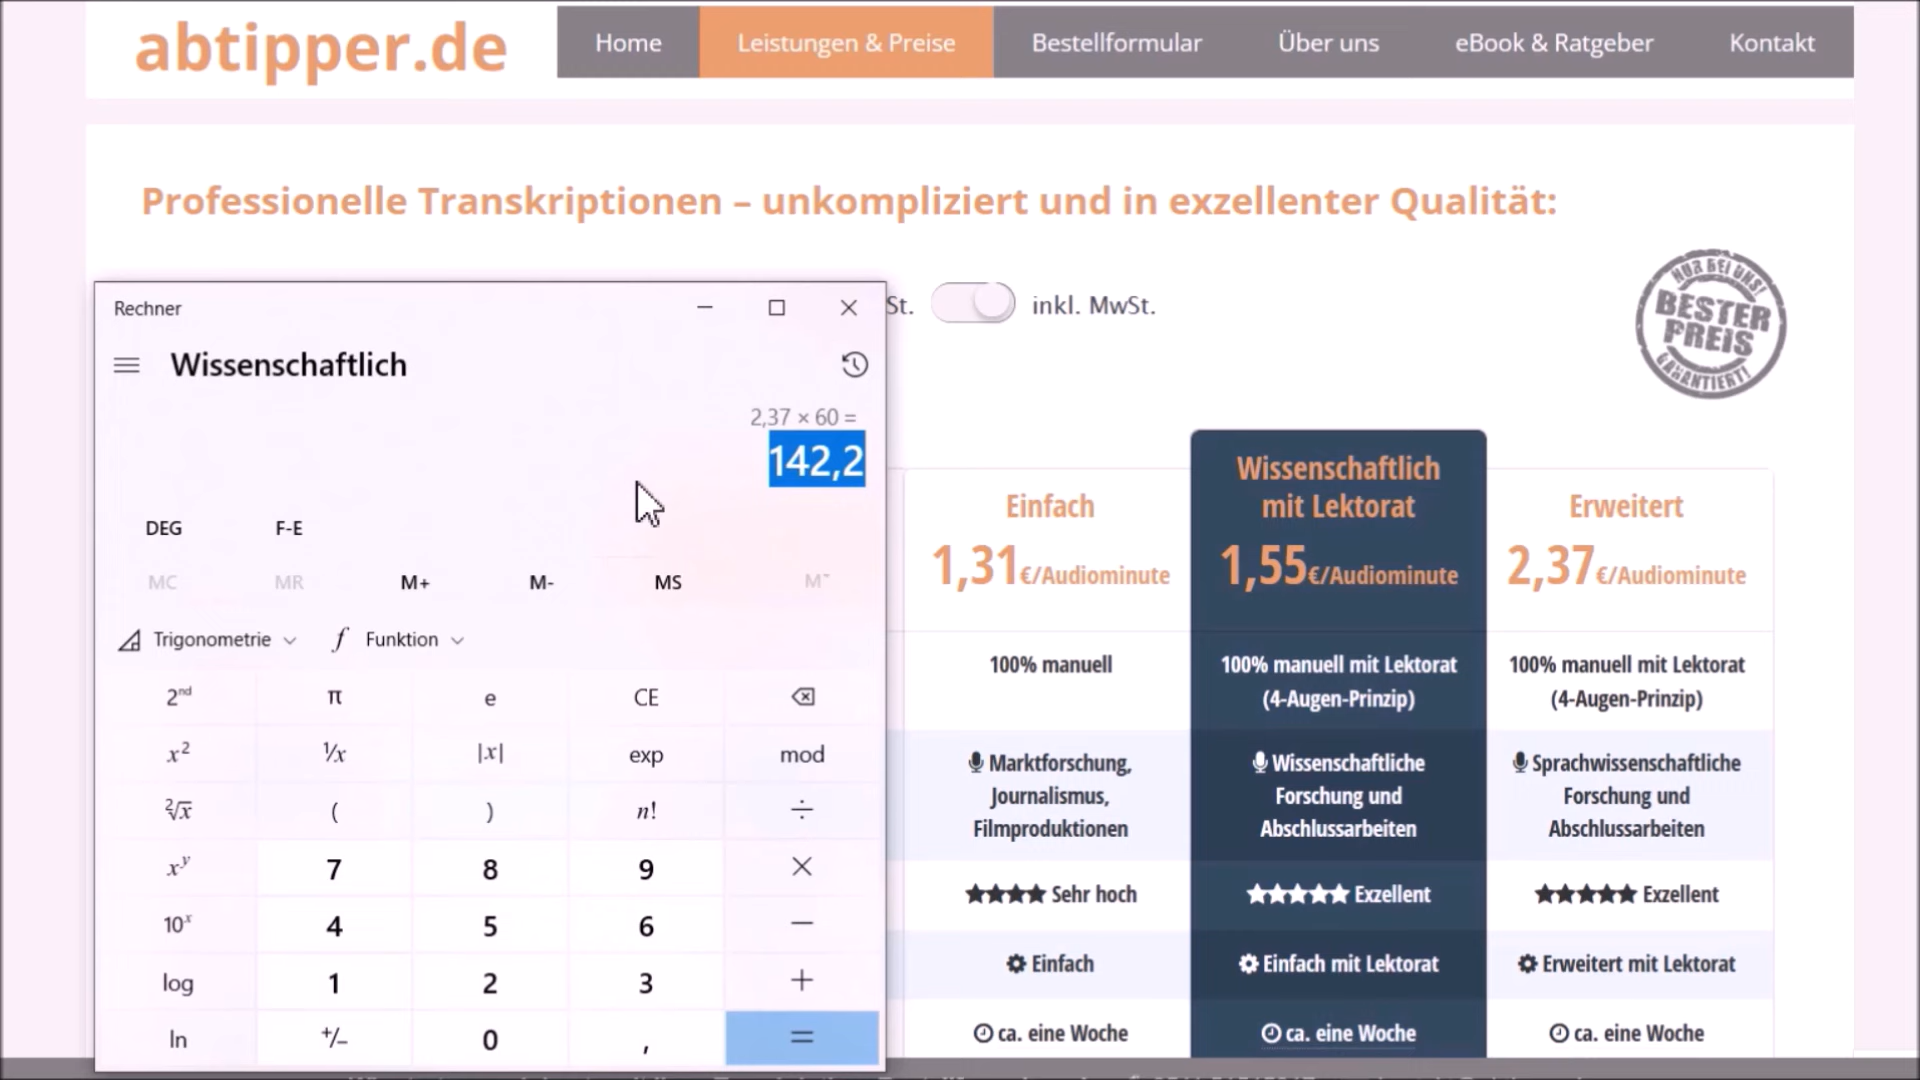 abtipper.de
Home
Leistungen & Preise
Bestellformular
Über uns
eBook & Ratgeber
Kontakt
Professionelle Transkriptionen – unkompliziert und in exzellenter Qualität:
St.
inkl. MwSt.
NUR BEI UNS!
BESTER
PREIS
GARANTIERT!
Rechner
Wissenschaftlich
2,37 × 60 =
142,2
DEG
F-E
MC
MR
M+
M-
MS
M˅
Trigonometrie
f Funktion
2nd
π
e
CE
x²
¹/x
|x|
exp
mod
²√x
(
)
n!
÷
xʸ
7
8
9
×
10ˣ
4
5
6
−
log
1
2
3
+
ln
+/−
0
,
=
Einfach
1,31€/Audiominute
100% manuell
Marktforschung,
Journalismus,
Filmproduktionen
Sehr hoch
Einfach
ca. eine Woche
Wissenschaftlich
mit Lektorat
1,55€/Audiominute
100% manuell mit Lektorat
(4-Augen-Prinzip)
Wissenschaftliche
Forschung und
Abschlussarbeiten
Exzellent
Einfach mit Lektorat
ca. eine Woche
Erweitert
2,37€/Audiominute
100% manuell mit Lektorat
(4-Augen-Prinzip)
Sprachwissenschaftliche
Forschung und
Abschlussarbeiten
Exzellent
Erweitert mit Lektorat
ca. eine Woche